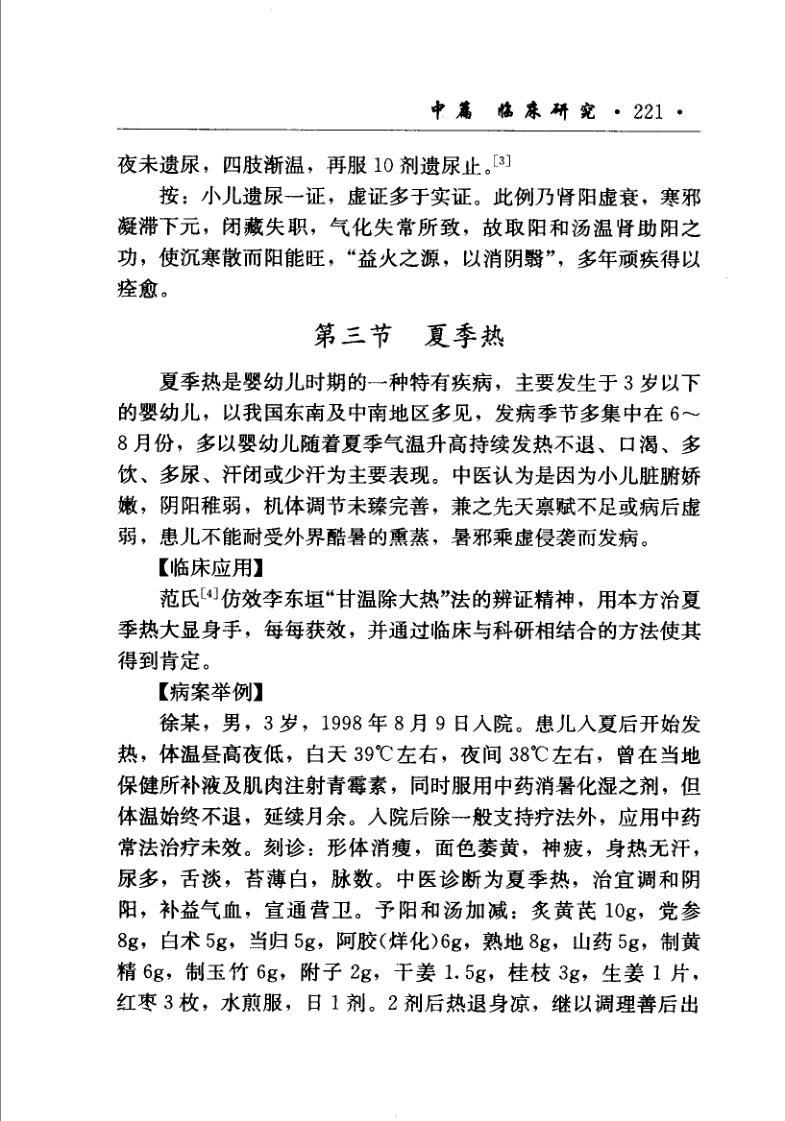 中篇 临床研究 · 221 ·
夜未遗尿，四肢渐温，再服 10 剂遗尿止。[3]
按：小儿遗尿一证，虚证多于实证。此例乃肾阳虚衰，寒邪
凝滞下元，闭藏失职，气化失常所致，故取阳和汤温肾助阳之
功，使沉寒散而阳能旺，“益火之源，以消阴翳”，多年顽疾得以
痊愈。
第三节 夏季热
夏季热是婴幼儿时期的一种特有疾病，主要发生于 3 岁以下
的婴幼儿，以我国东南及中南地区多见，发病季节多集中在 6～
8 月份，多以婴幼儿随着夏季气温升高持续发热不退、口渴、多
饮、多尿、汗闭或少汗为主要表现。中医认为是因为小儿脏腑娇
嫩，阴阳稚弱，机体调节未臻完善，兼之先天禀赋不足或病后虚
弱，患儿不能耐受外界酷暑的熏蒸，暑邪乘虚侵袭而发病。
【临床应用】
范氏[4]仿效李东垣“甘温除大热”法的辨证精神，用本方治夏
季热大显身手，每每获效，并通过临床与科研相结合的方法使其
得到肯定。
【病案举例】
徐某，男，3 岁，1998 年 8 月 9 日入院。患儿入夏后开始发
热，体温昼高夜低，白天 39℃左右，夜间 38℃左右，曾在当地
保健所补液及肌肉注射青霉素，同时服用中药消暑化湿之剂，但
体温始终不退，延续月余。入院后除一般支持疗法外，应用中药
常法治疗未效。刻诊：形体消瘦，面色萎黄，神疲，身热无汗，
尿多，舌淡，苔薄白，脉数。中医诊断为夏季热，治宜调和阴
阳，补益气血，宣通营卫。予阳和汤加减：炙黄芪 10g，党参
8g，白术 5g，当归 5g，阿胶(烊化)6g，熟地 8g，山药 5g，制黄
精 6g，制玉竹 6g，附子 2g，干姜 1.5g，桂枝 3g，生姜 1 片，
红枣 3 枚，水煎服，日 1 剂。2 剂后热退身凉，继以调理善后出